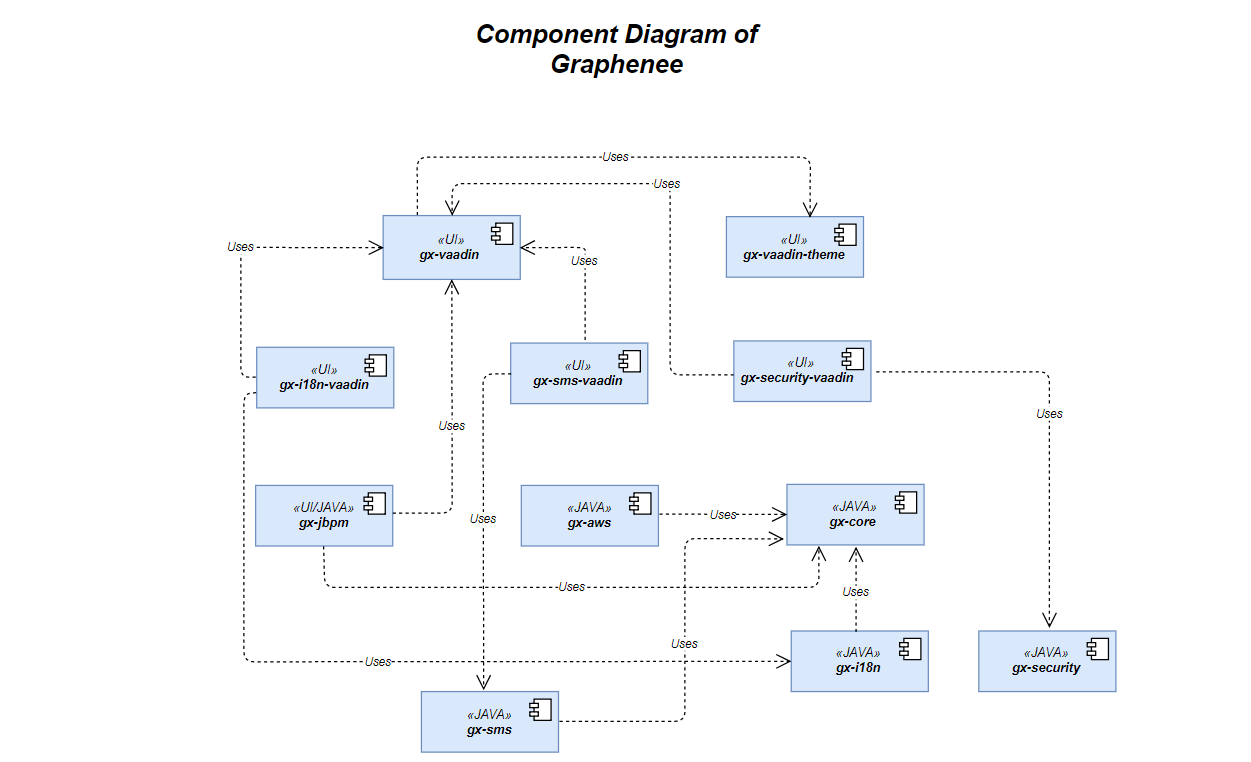 Component Diagram of
Graphenee
Uses
Uses
Uses
«UI»
gx-vaadin
Uses
«UI»
gx-vaadin-theme
«UI»
gx-i18n-vaadin
«UI»
gx-sms-vaadin
«UI»
gx-security-vaadin
Uses
Uses
«UI/JAVA»
gx-jbpm
Uses
«JAVA»
gx-aws
Uses
«JAVA»
gx-core
Uses
Uses
Uses
Uses
«JAVA»
gx-i18n
«JAVA»
gx-security
«JAVA»
gx-sms